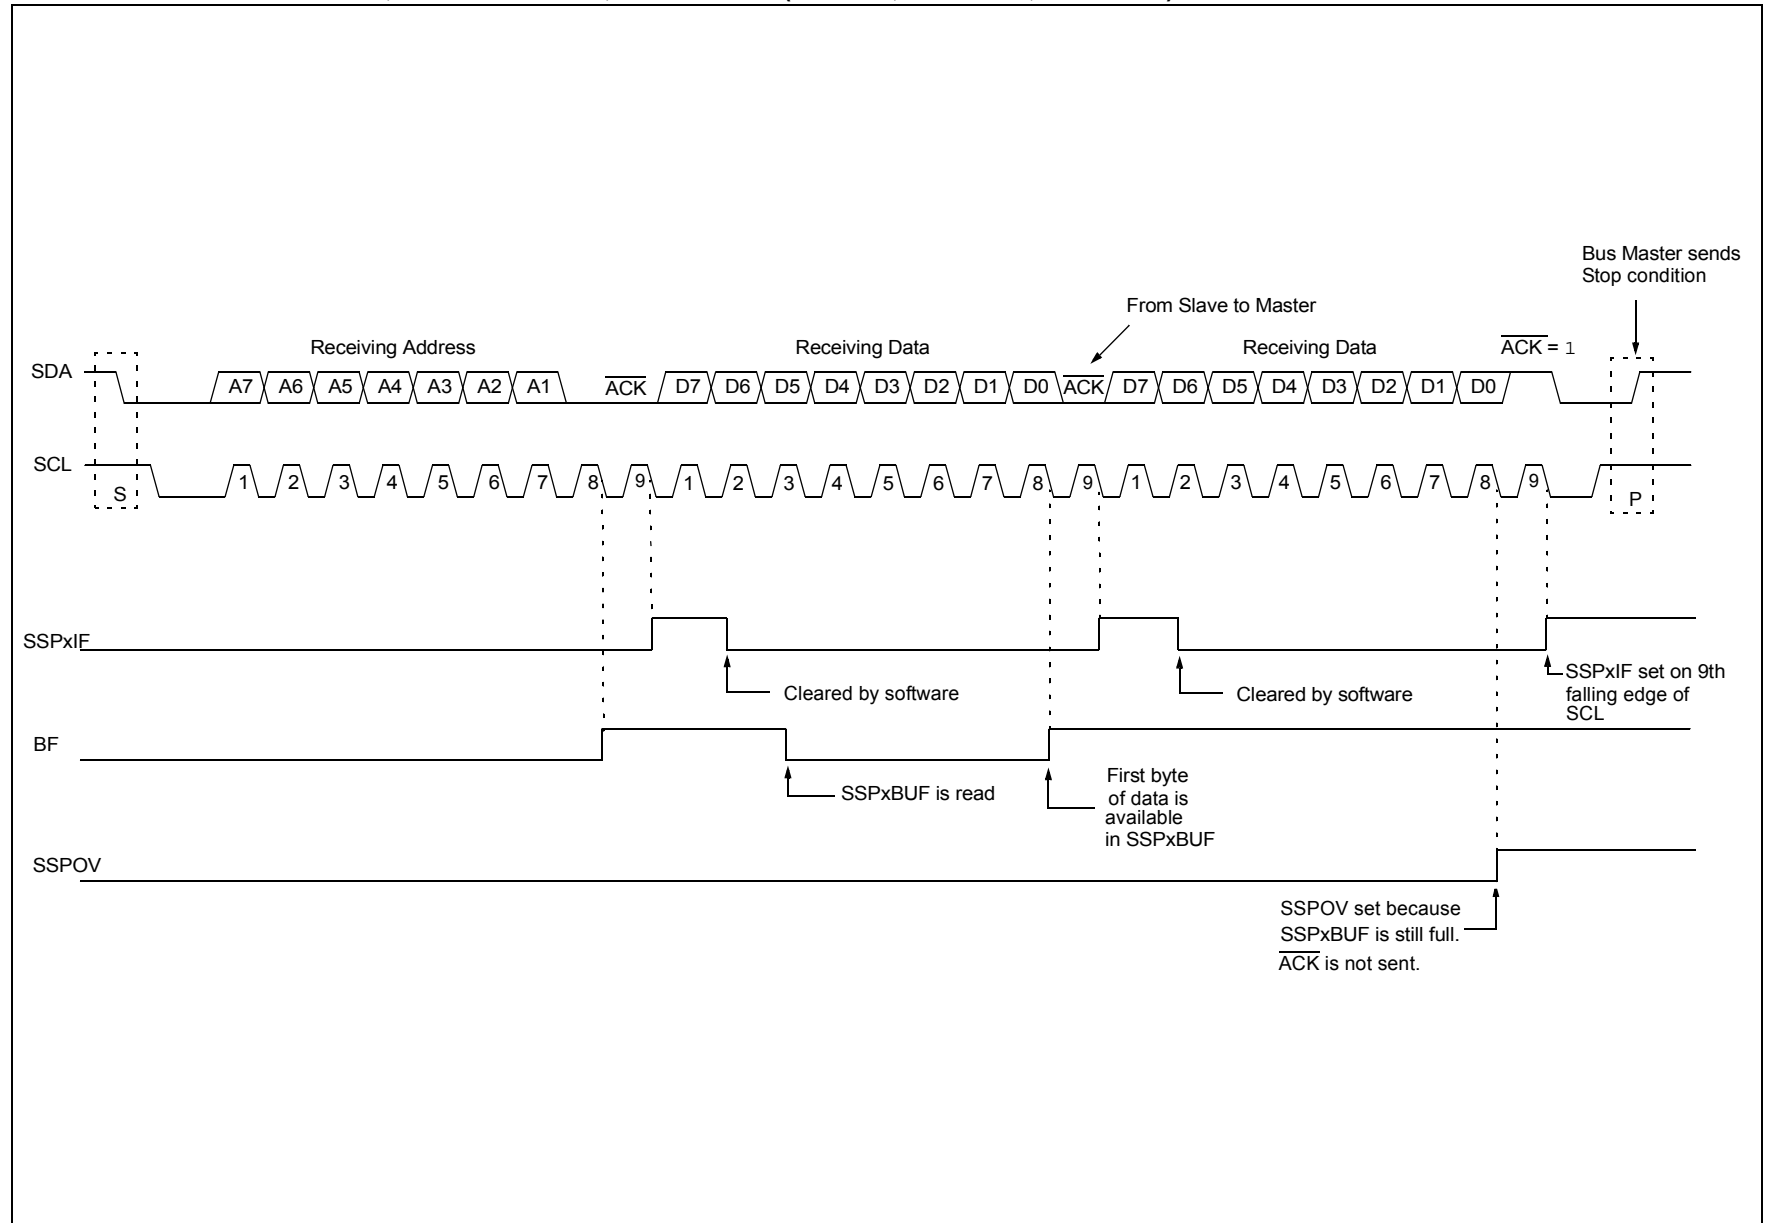 Bus Master sends
Stop condition
From Slave to Master
Receiving Address
Receiving Data
Receiving Data
ACK = 1
SDA
A7 A6 A5 A4 A3 A2 A1 ACK D7 D6 D5 D4 D3 D2 D1 D0 ACK D7 D6 D5 D4 D3 D2 D1 D0
SCL
S
1 2 3 4 5 6 7 8 9 1 2 3 4 5 6 7 8 9 1 2 3 4 5 6 7 8 9
P
SSPxIF
Cleared by software
Cleared by software
SSPxIF set on 9th
falling edge of
SCL
BF
SSPxBUF is read
First byte
of data is
available
in SSPxBUF
SSPOV
SSPOV set because
SSPxBUF is still full.
ACK is not sent.